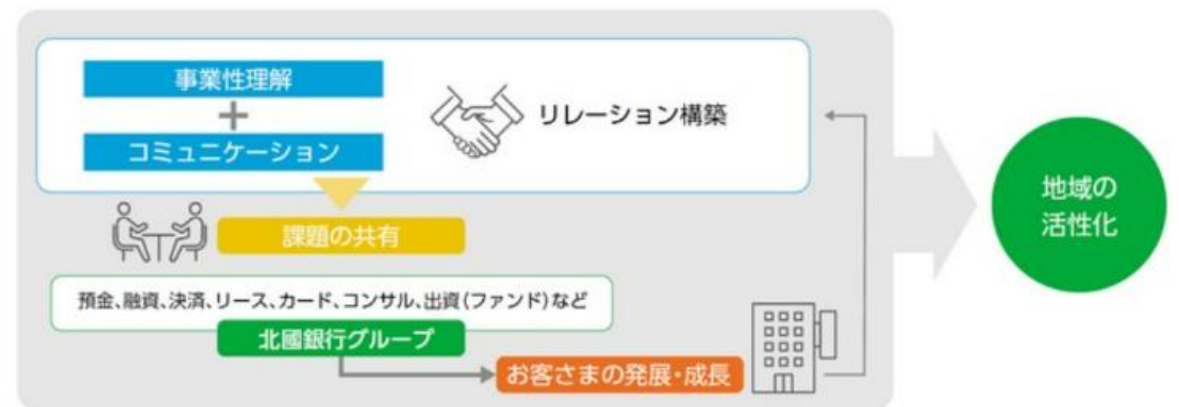 事業性理解
+
コミュニケーション
リレーション構築
課題の共有
預金、融資、決済、リース、カード、コンサル、出資(ファンド)など
北國銀行グループ
お客さまの発展・成長
地域の
活性化